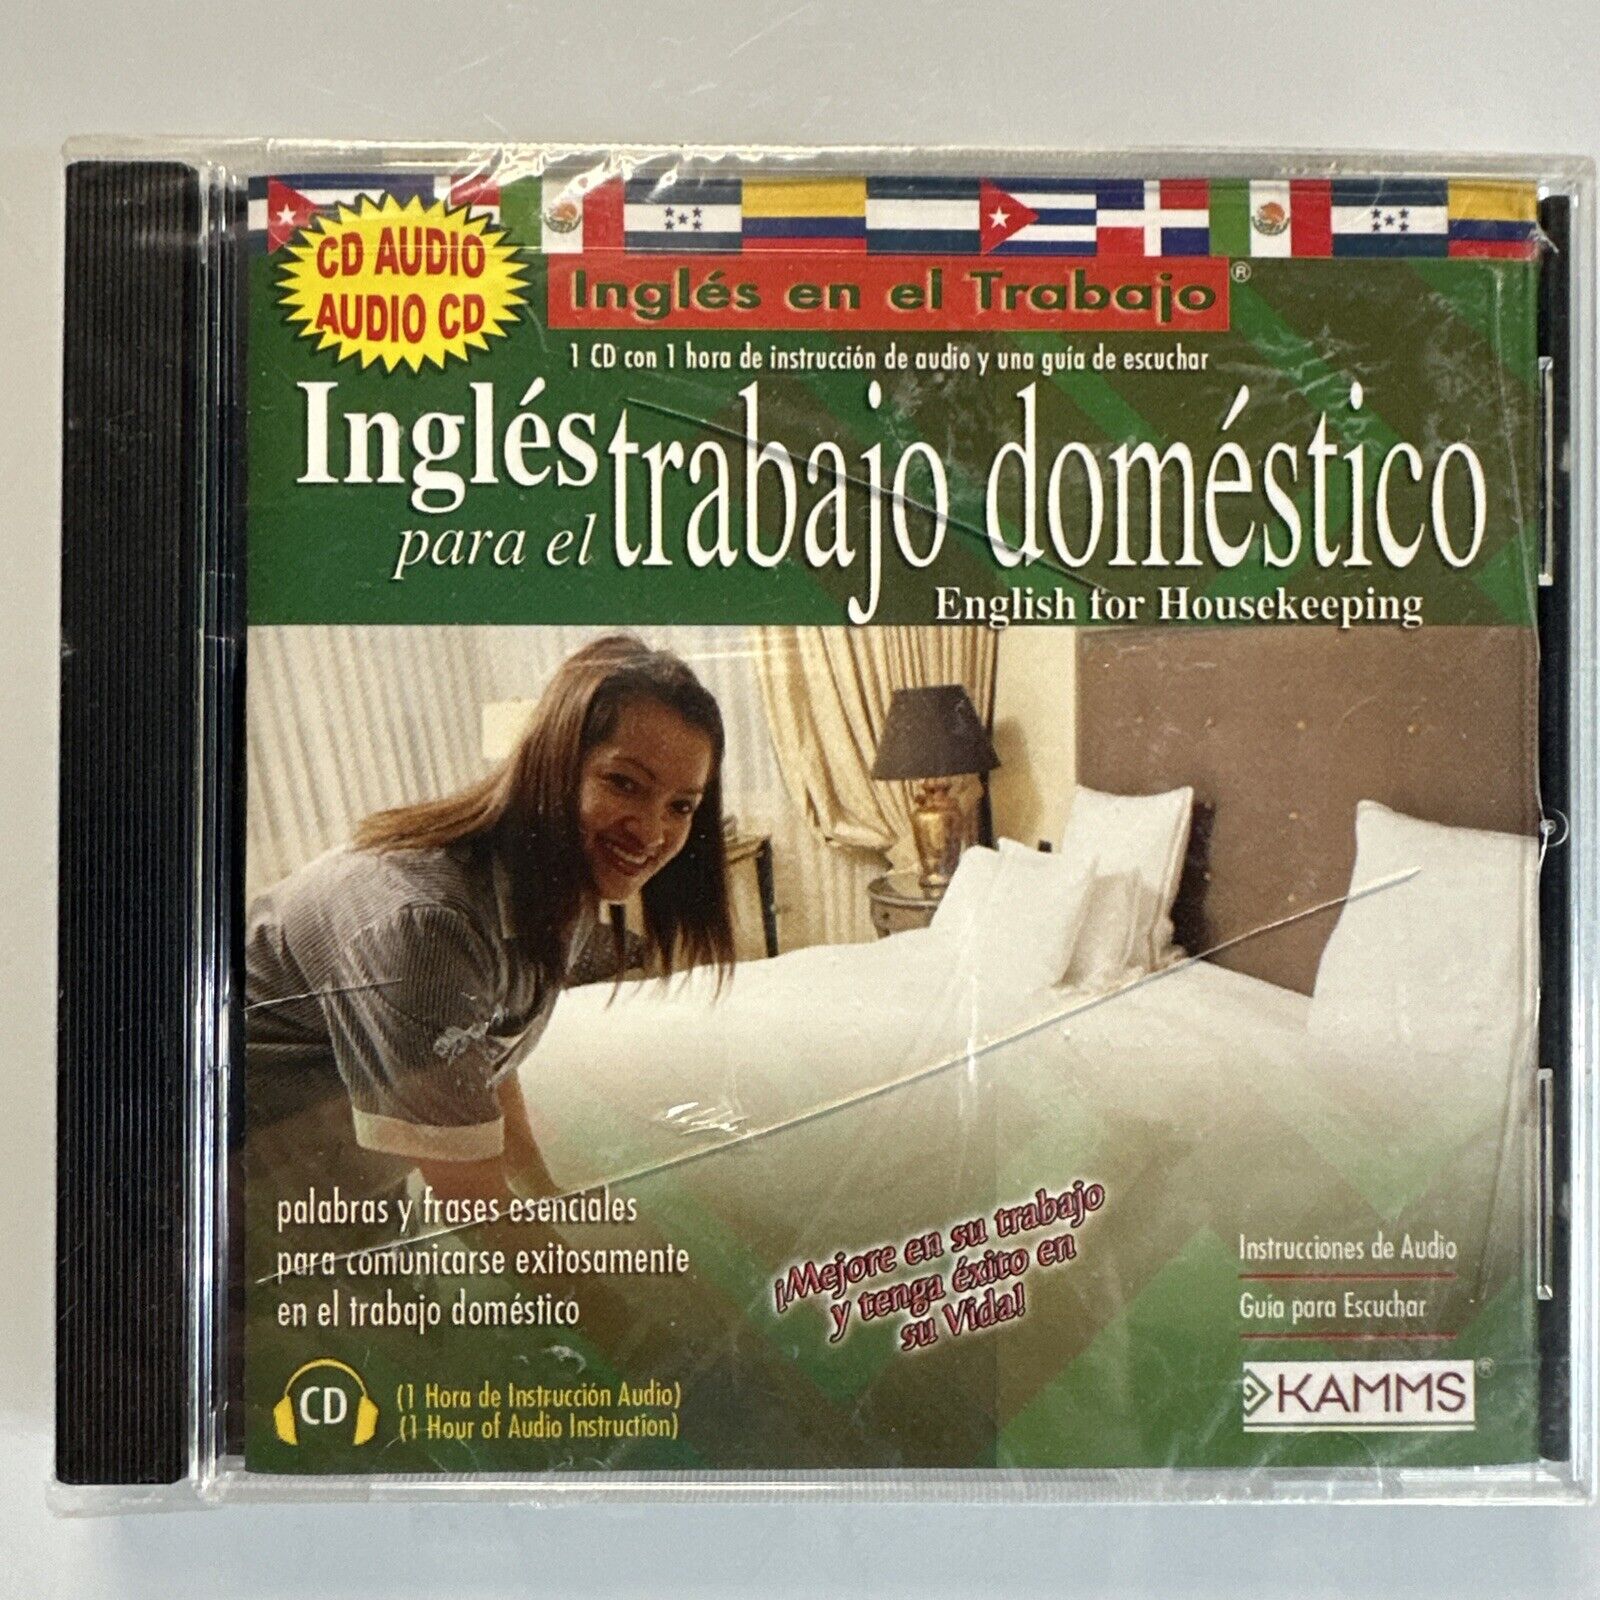 CD AUDIO
AUDIO CD
Inglés en el Trabajo®
1 CD con 1 hora de instrucción de audio y una guía de escuchar
Inglés
para el trabajo doméstico
English for Housekeeping
palabras y frases esenciales
para comunicarse exitosamente
en el trabajo doméstico
¡Mejore en su trabajo
y tenga éxito en
su Vida!
Instrucciones de Audio
Guía para Escuchar
CD
(1 Hora de Instrucción Audio)
(1 Hour of Audio Instruction)
KAMMS®